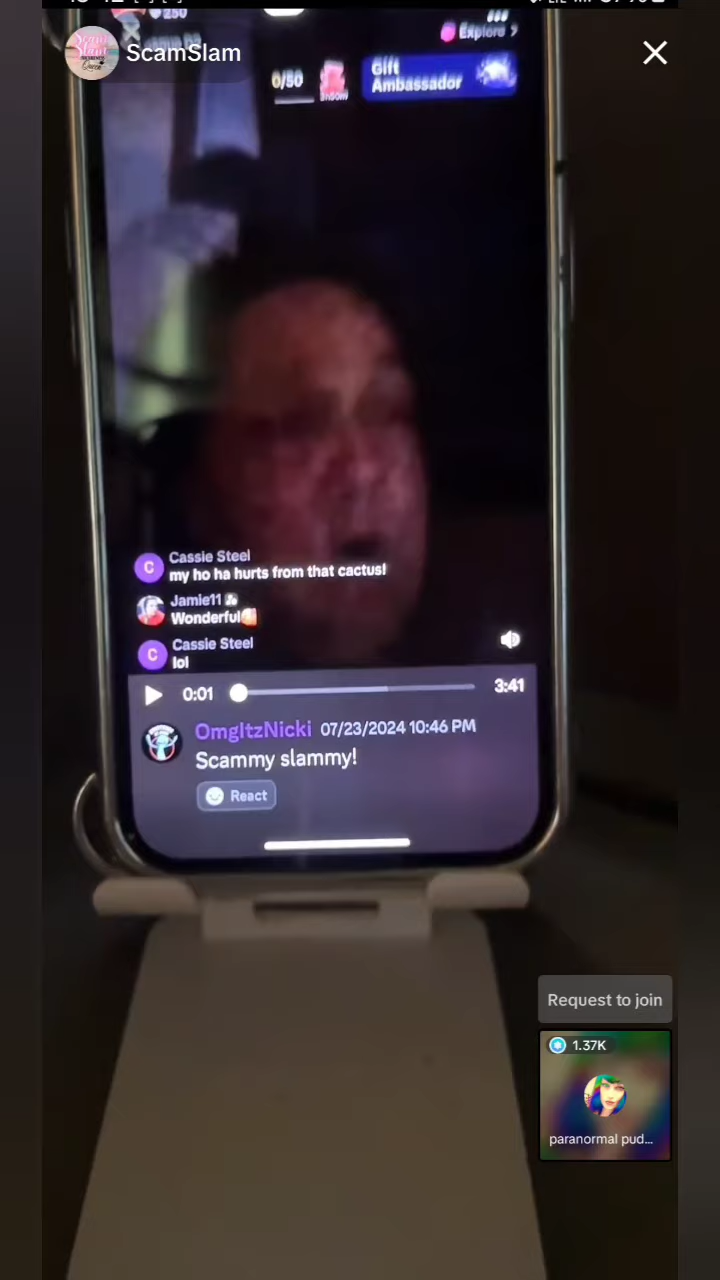 250
ScamSlam
Explore >
0/50
Gift
Ambassador
Cassie Steel
my ho ha hurts from that cactus!
Jamie11
Wonderful
Cassie Steel
lol
0:01
3:41
OmgItzNicki 07/23/2024 10:46 PM
Scammy slammy!
React
Request to join
1.37K
paranormal pud...